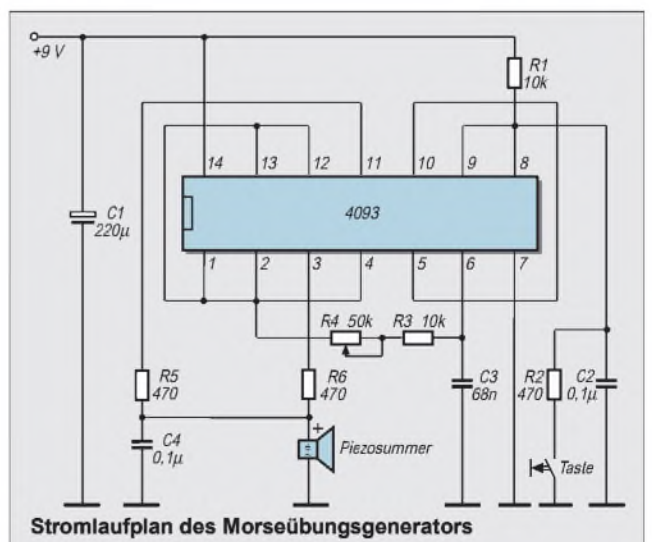 +9 V
R1
10k
14 13 12 11 10 9 8
C1
220µ
4093
1 2 3 4 5 6 7
R4 50k R3 10k
R5
470
R6
470
C3
68n
R2
470
C2
0,1µ
C4
0,1µ
+
Piezosummer
Taste
Stromlaufplan des Morseübungsgenerators